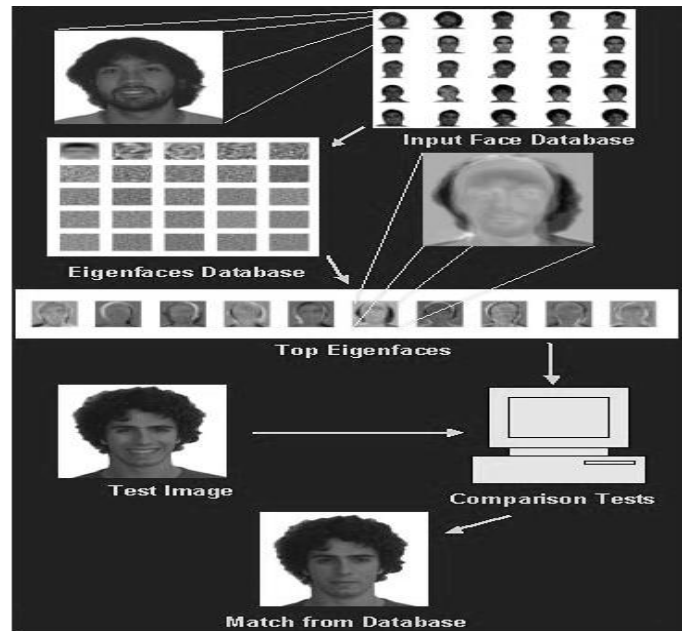 Input Face Database
Eigenfaces Database
Top Eigenfaces
Test Image
Comparison Tests
Match from Database